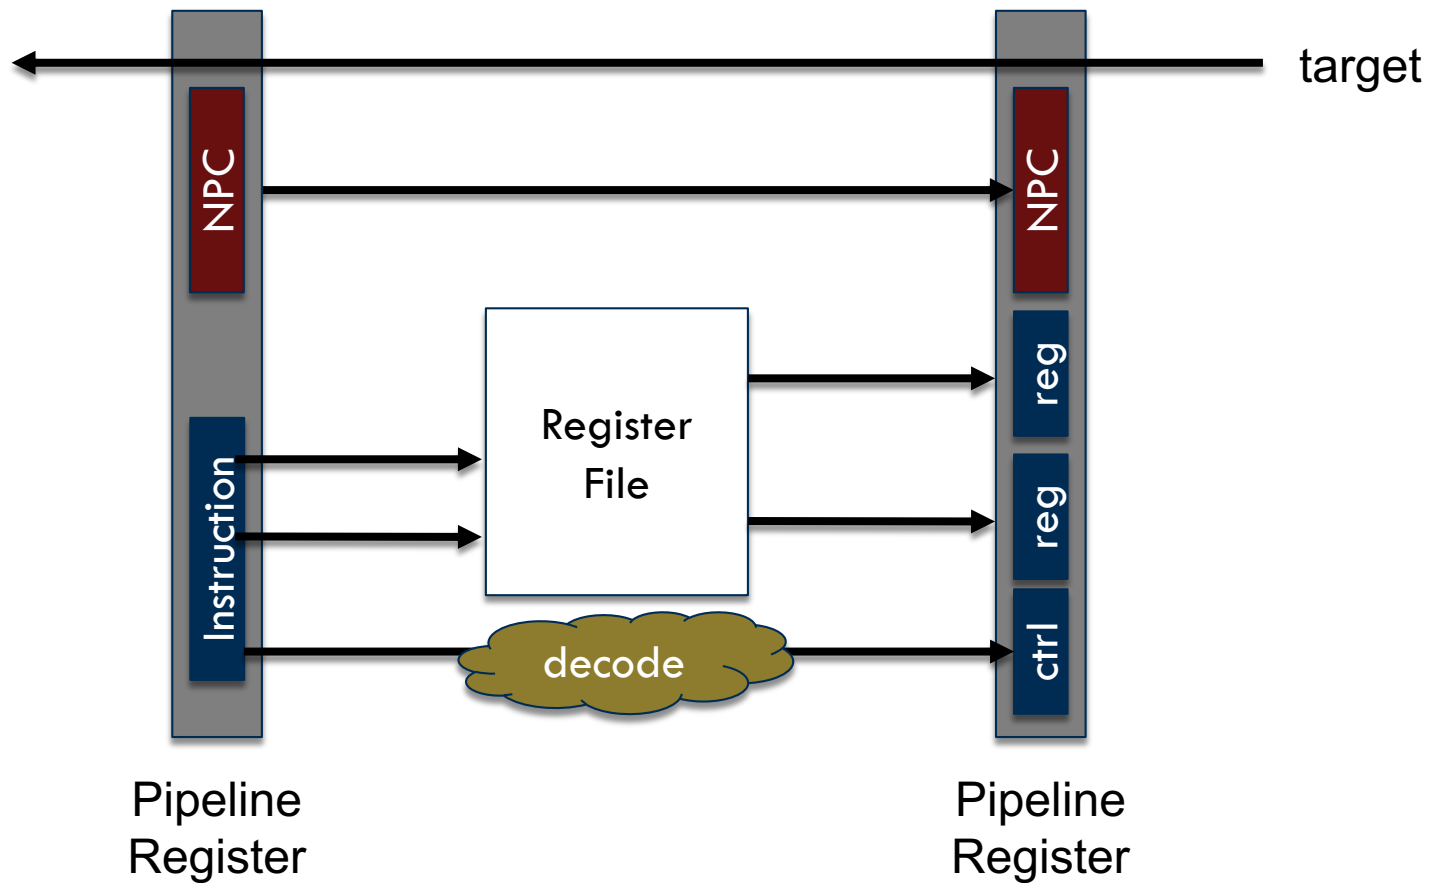 target
NPC
NPC
reg
Register
File
Instruction
reg
decode
ctrl
Pipeline
Register
Pipeline
Register